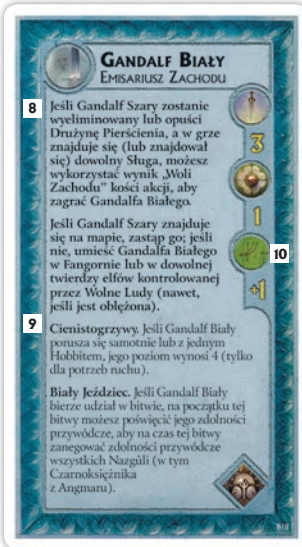 GANDALF BIAŁY
EMISARIUSZ ZACHODU
8
Jeśli Gandalf Szary zostanie
wyeliminowany lub opuści
Drużynę Pierścienia, a w grze
znajduje się (lub znajdował
się) dowolny Sługa, możesz
wykorzystać wynik „Woli
Zachodu” kości akcji, aby
zagrać Gandalfa Białego.
Jeśli Gandalf Szary znajduje
się na mapie, zastąp go; jeśli
nie, umieść Gandalfa Białego
w Fangornie lub w dowolnej
twierdzy elfów kontrolowanej
przez Wolne Ludy (nawet,
jeśli jest oblężona).
3
1
10
+1
9
Cienistogrzywy. Jeśli Gandalf Biały
porusza się samotnie lub z jednym
Hobbitem, jego poziom wynosi 4 (tylko
dla potrzeb ruchu).
Biały Jeździec. Jeśli Gandalf Biały
bierze udział w bitwie, na początku tej
bitwy możesz poświęcić jego zdolności
przywódcze, aby na czas tej bitwy
zanegować zdolności przywódcze
wszystkich Nazgûli (w tym
Czarnoksiężnika
z Angmaru).